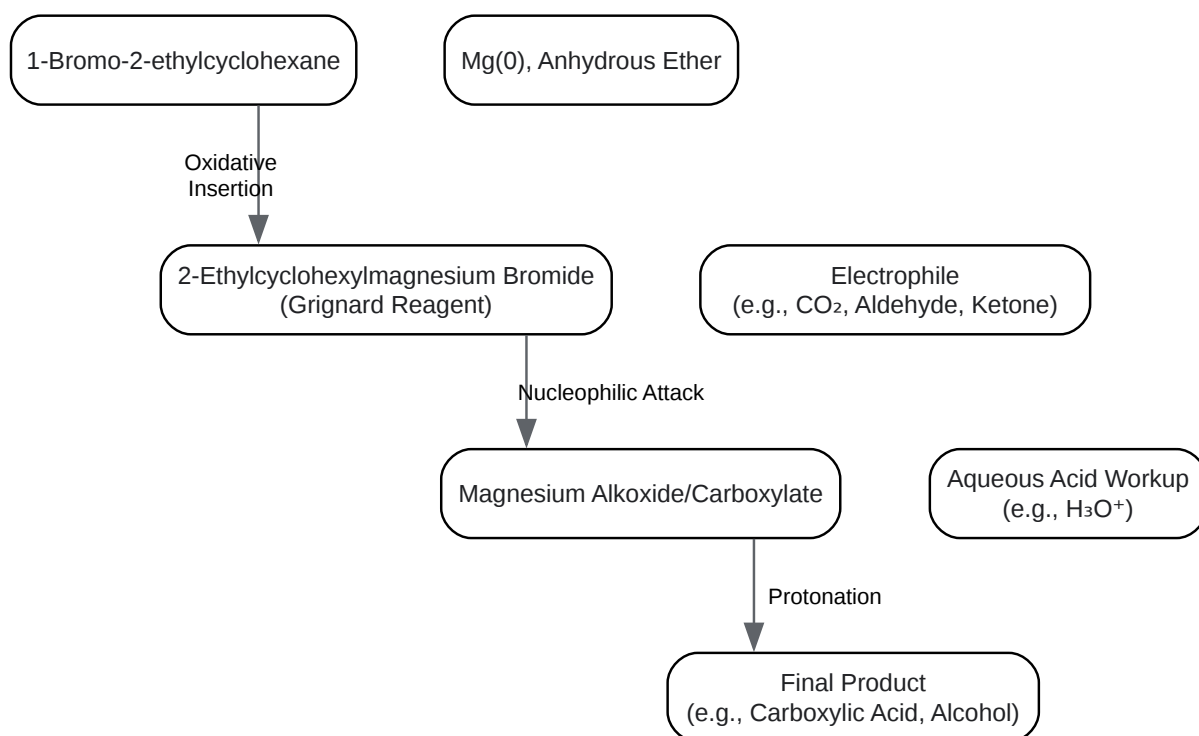 1-Bromo-2-ethylcyclohexane
Mg(0), Anhydrous Ether
Oxidative
Insertion
2-Ethylcyclohexylmagnesium Bromide
(Grignard Reagent)
Electrophile
(e.g., CO₂, Aldehyde, Ketone)
Nucleophilic Attack
Magnesium Alkoxide/Carboxylate
Aqueous Acid Workup
(e.g., H₃O⁺)
Protonation
Final Product
(e.g., Carboxylic Acid, Alcohol)